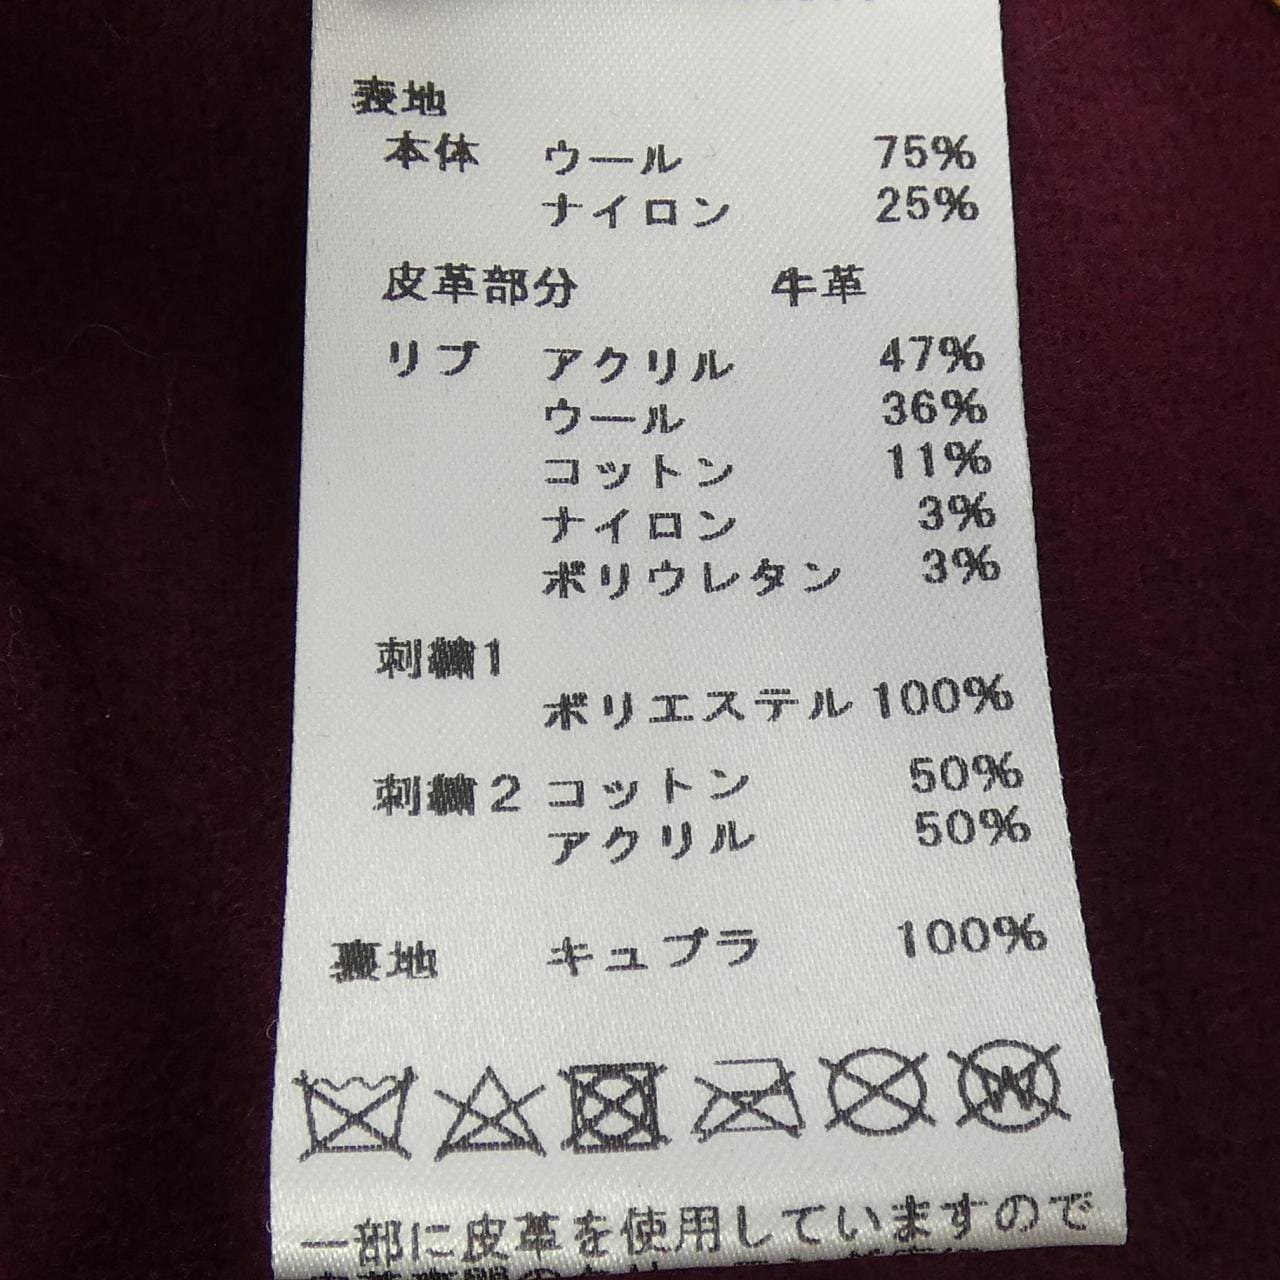 表地
本体 ウール 75%
ナイロン 25%
皮革部分 牛革
リブ アクリル 47%
ウール 36%
コットン 11%
ナイロン 3%
ポリウレタン 3%
刺繍1
ポリエステル 100%
刺繍2 コットン 50%
アクリル 50%
裏地 キュプラ 100%
W
一部に皮革を使用していますので